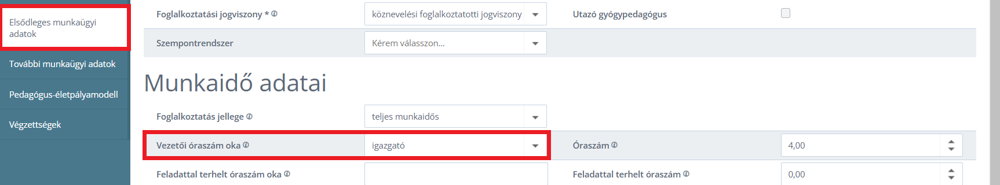 Elsődleges munkaügyi
adatok
További munkaügyi adatok
Pedagógus-életpályamodell
Végzettségek
Foglalkoztatási jogviszony * köznevelési foglalkoztatotti jogviszony Utazó gyógypedagógus
Szempontrendszer Kérem válasszon...
Munkaidő adatai
Foglalkoztatás jellege teljes munkaidős
Vezetői óraszám oka igazgató Óraszám 4,00
Feladattal terhelt óraszám oka Feladattal terhelt óraszám 0,00